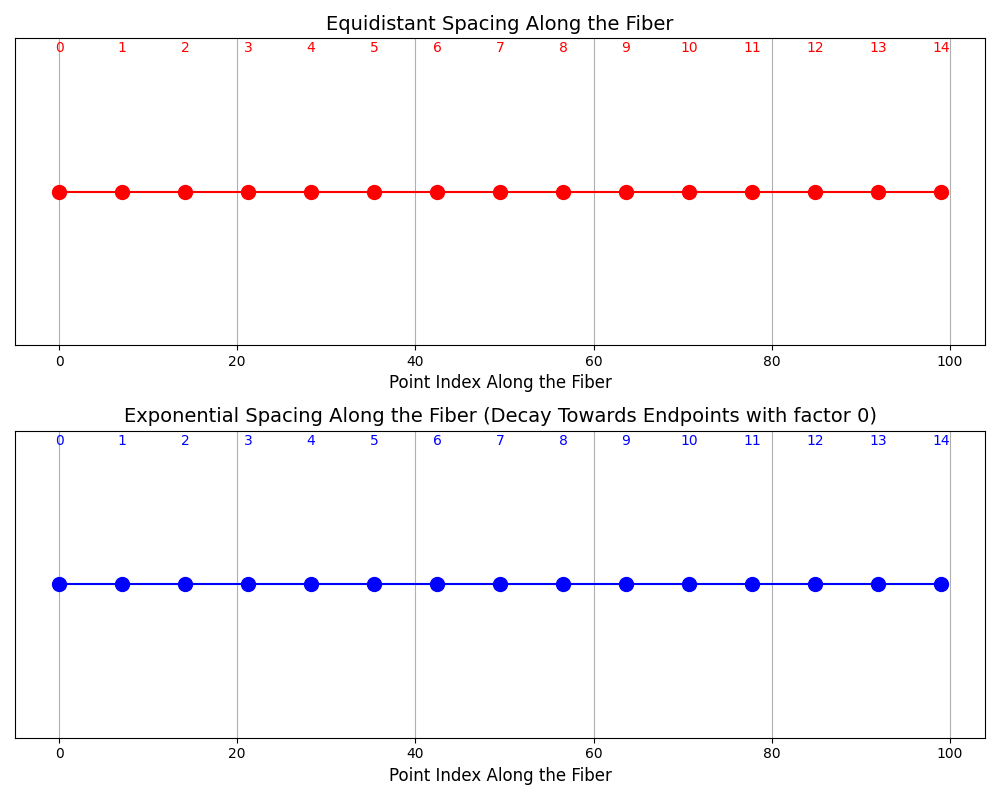 Equidistant Spacing Along the Fiber
0 1 2 3 4 5 6 7 8 9 10 11 12 13 14
0 20 40 60 80 100
Point Index Along the Fiber
Exponential Spacing Along the Fiber (Decay Towards Endpoints with factor 0)
0 1 2 3 4 5 6 7 8 9 10 11 12 13 14
0 20 40 60 80 100
Point Index Along the Fiber